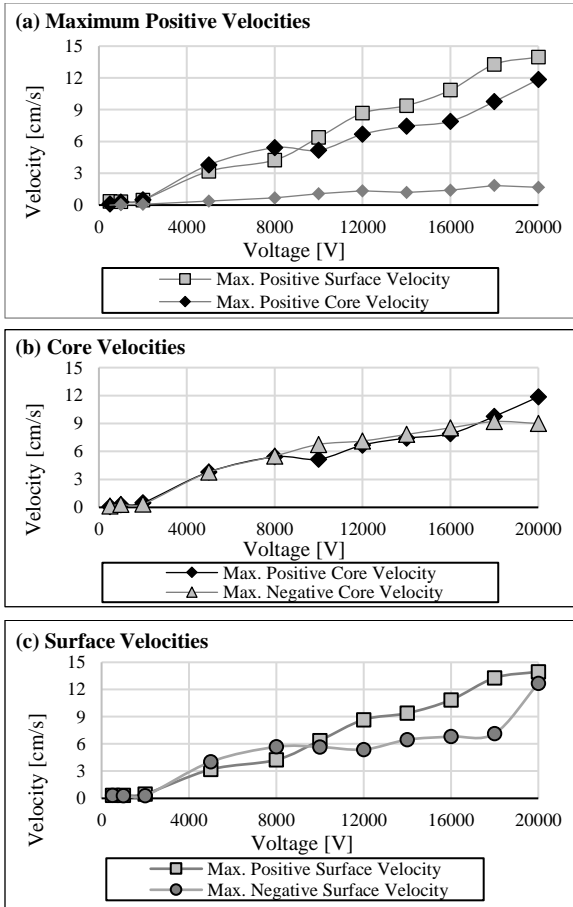 (a) Maximum Positive Velocities
15
12
9
6
3
0
Velocity [cm/s]
0 4000 8000 12000 16000 20000
Voltage [V]
Max. Positive Surface Velocity
Max. Positive Core Velocity
(b) Core Velocities
15
12
9
6
3
0
Velocity [cm/s]
0 4000 8000 12000 16000 20000
Voltage [V]
Max. Positive Core Velocity
Max. Negative Core Velocity
(c) Surface Velocities
15
12
9
6
3
0
Velocity [cm/s]
0 4000 8000 12000 16000 20000
Voltage [V]
Max. Positive Surface Velocity
Max. Negative Surface Velocity